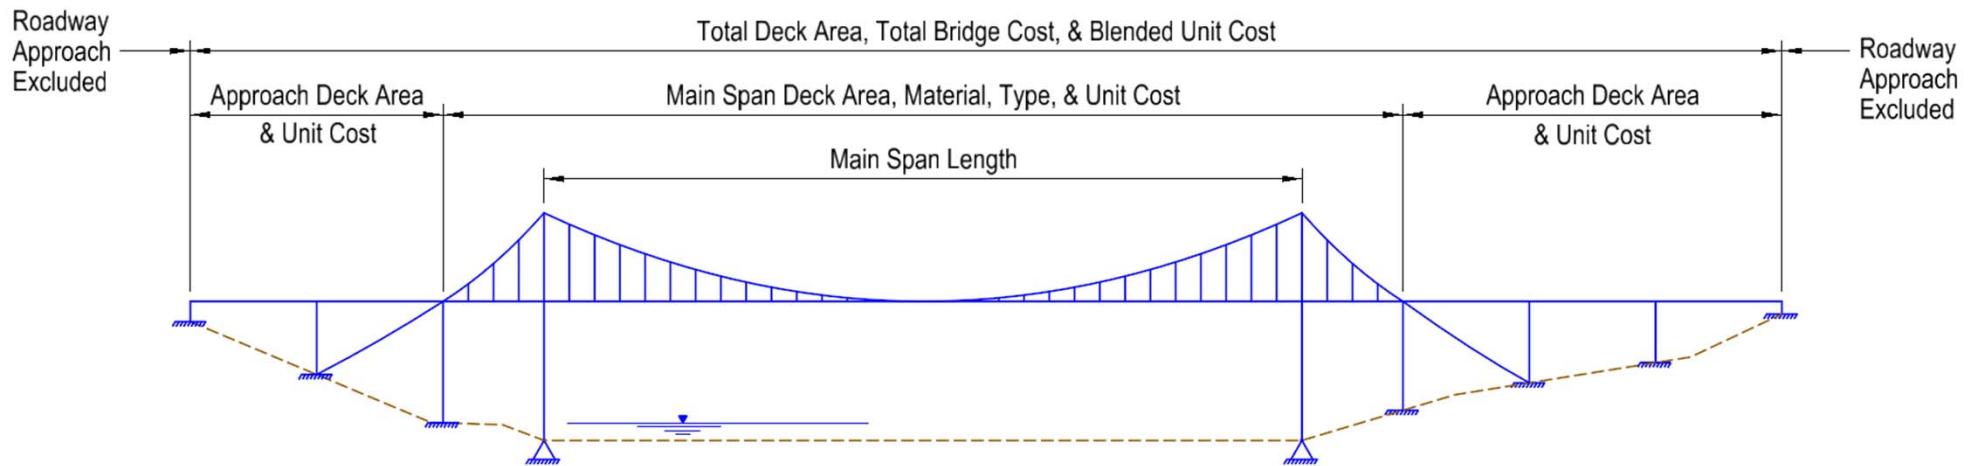 Roadway
Approach
Excluded
Total Deck Area, Total Bridge Cost, & Blended Unit Cost
Roadway
Approach
Excluded
Approach Deck Area
& Unit Cost
Main Span Deck Area, Material, Type, & Unit Cost
Approach Deck Area
& Unit Cost
Main Span Length